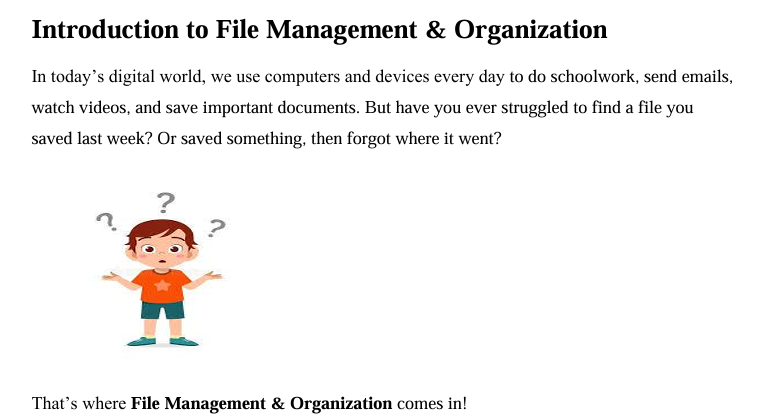 Introduction to File Management & Organization
In today’s digital world, we use computers and devices every day to do schoolwork, send emails,
watch videos, and save important documents. But have you ever struggled to find a file you
saved last week? Or saved something, then forgot where it went?
? ? ?
That’s where File Management & Organization comes in!